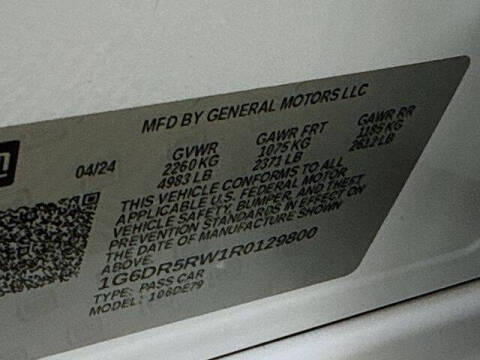 MFD BY GENERAL MOTORS LLC
04/24 GVWR GAWR FRT GAWR RR
2260 KG 1075 KG 1185 KG
4983 LB 2371 LB 2612 LB
THIS VEHICLE CONFORMS TO ALL
APPLICABLE U.S. FEDERAL MOTOR
VEHICLE SAFETY, BUMPER, AND THEFT
PREVENTION STANDARDS IN EFFECT ON
THE DATE OF MANUFACTURE SHOWN
ABOVE.
1G6DR5RW1R0129800
TYPE: PASS CAR
MODEL: 106DE79